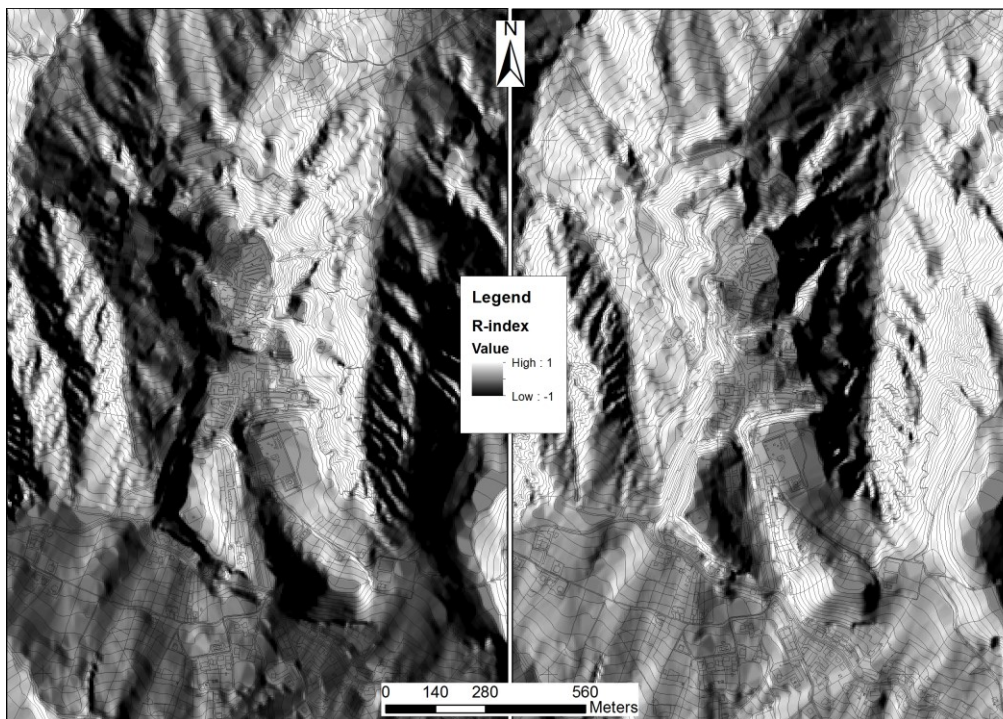 N
Legend
R-index
Value
High : 1
Low : -1
0 140 280 560
Meters